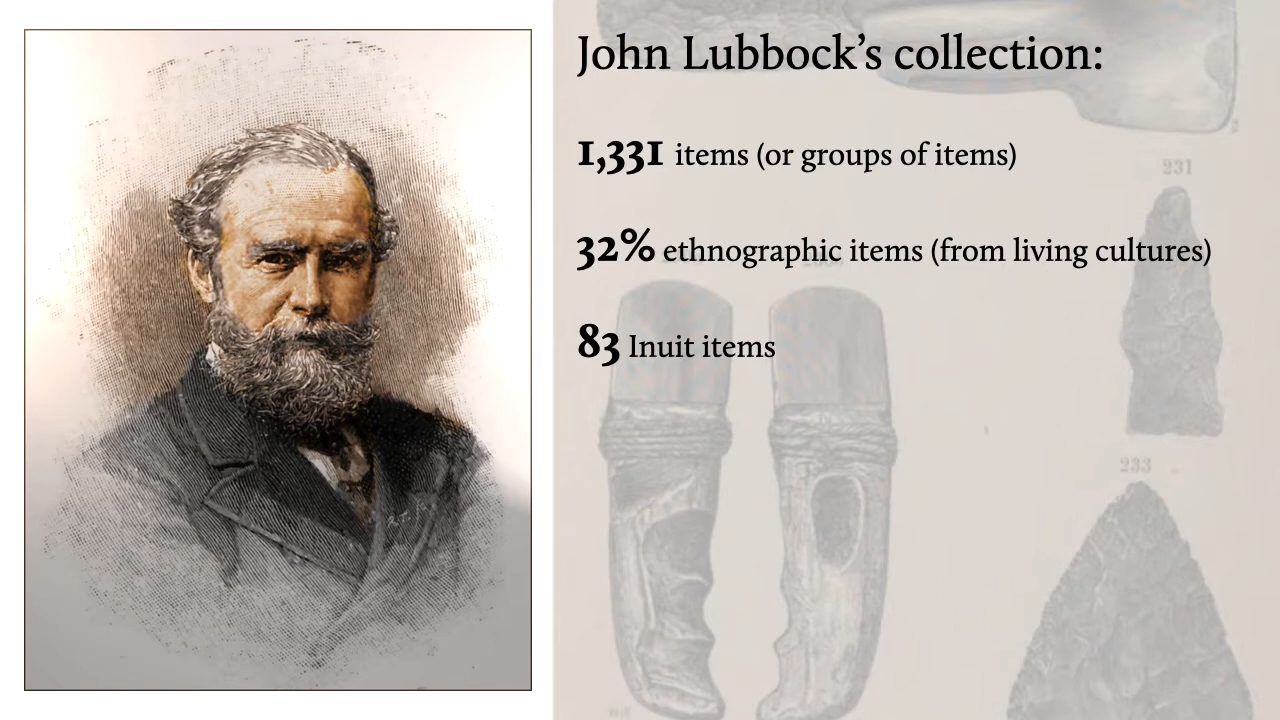 John Lubbock’s collection:
1,331 items (or groups of items)
231
32% ethnographic items (from living cultures)
83 Inuit items
233